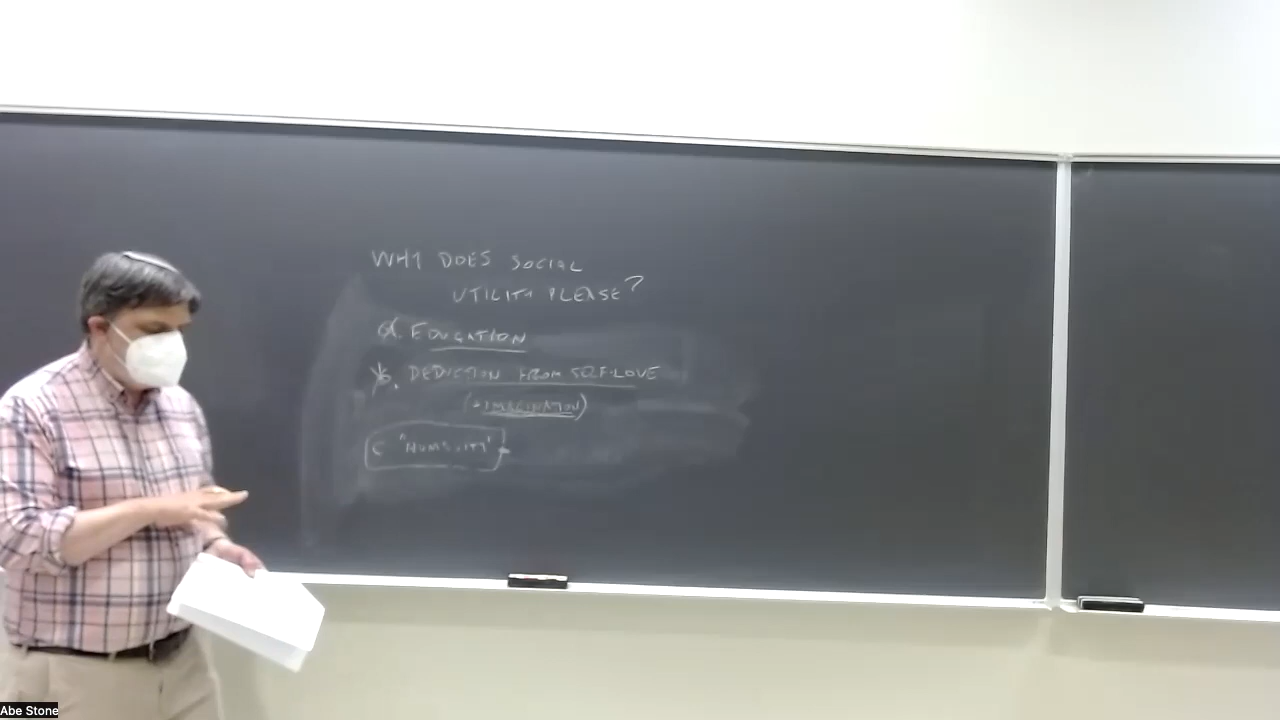 WHY DOES SOCIAL
UTILITY PLEASE?
a. EDUCATION
b. DEDUCTION FROM SELF-LOVE
(+IMAGINATION)
C "HUMANITY"
Abe Stone